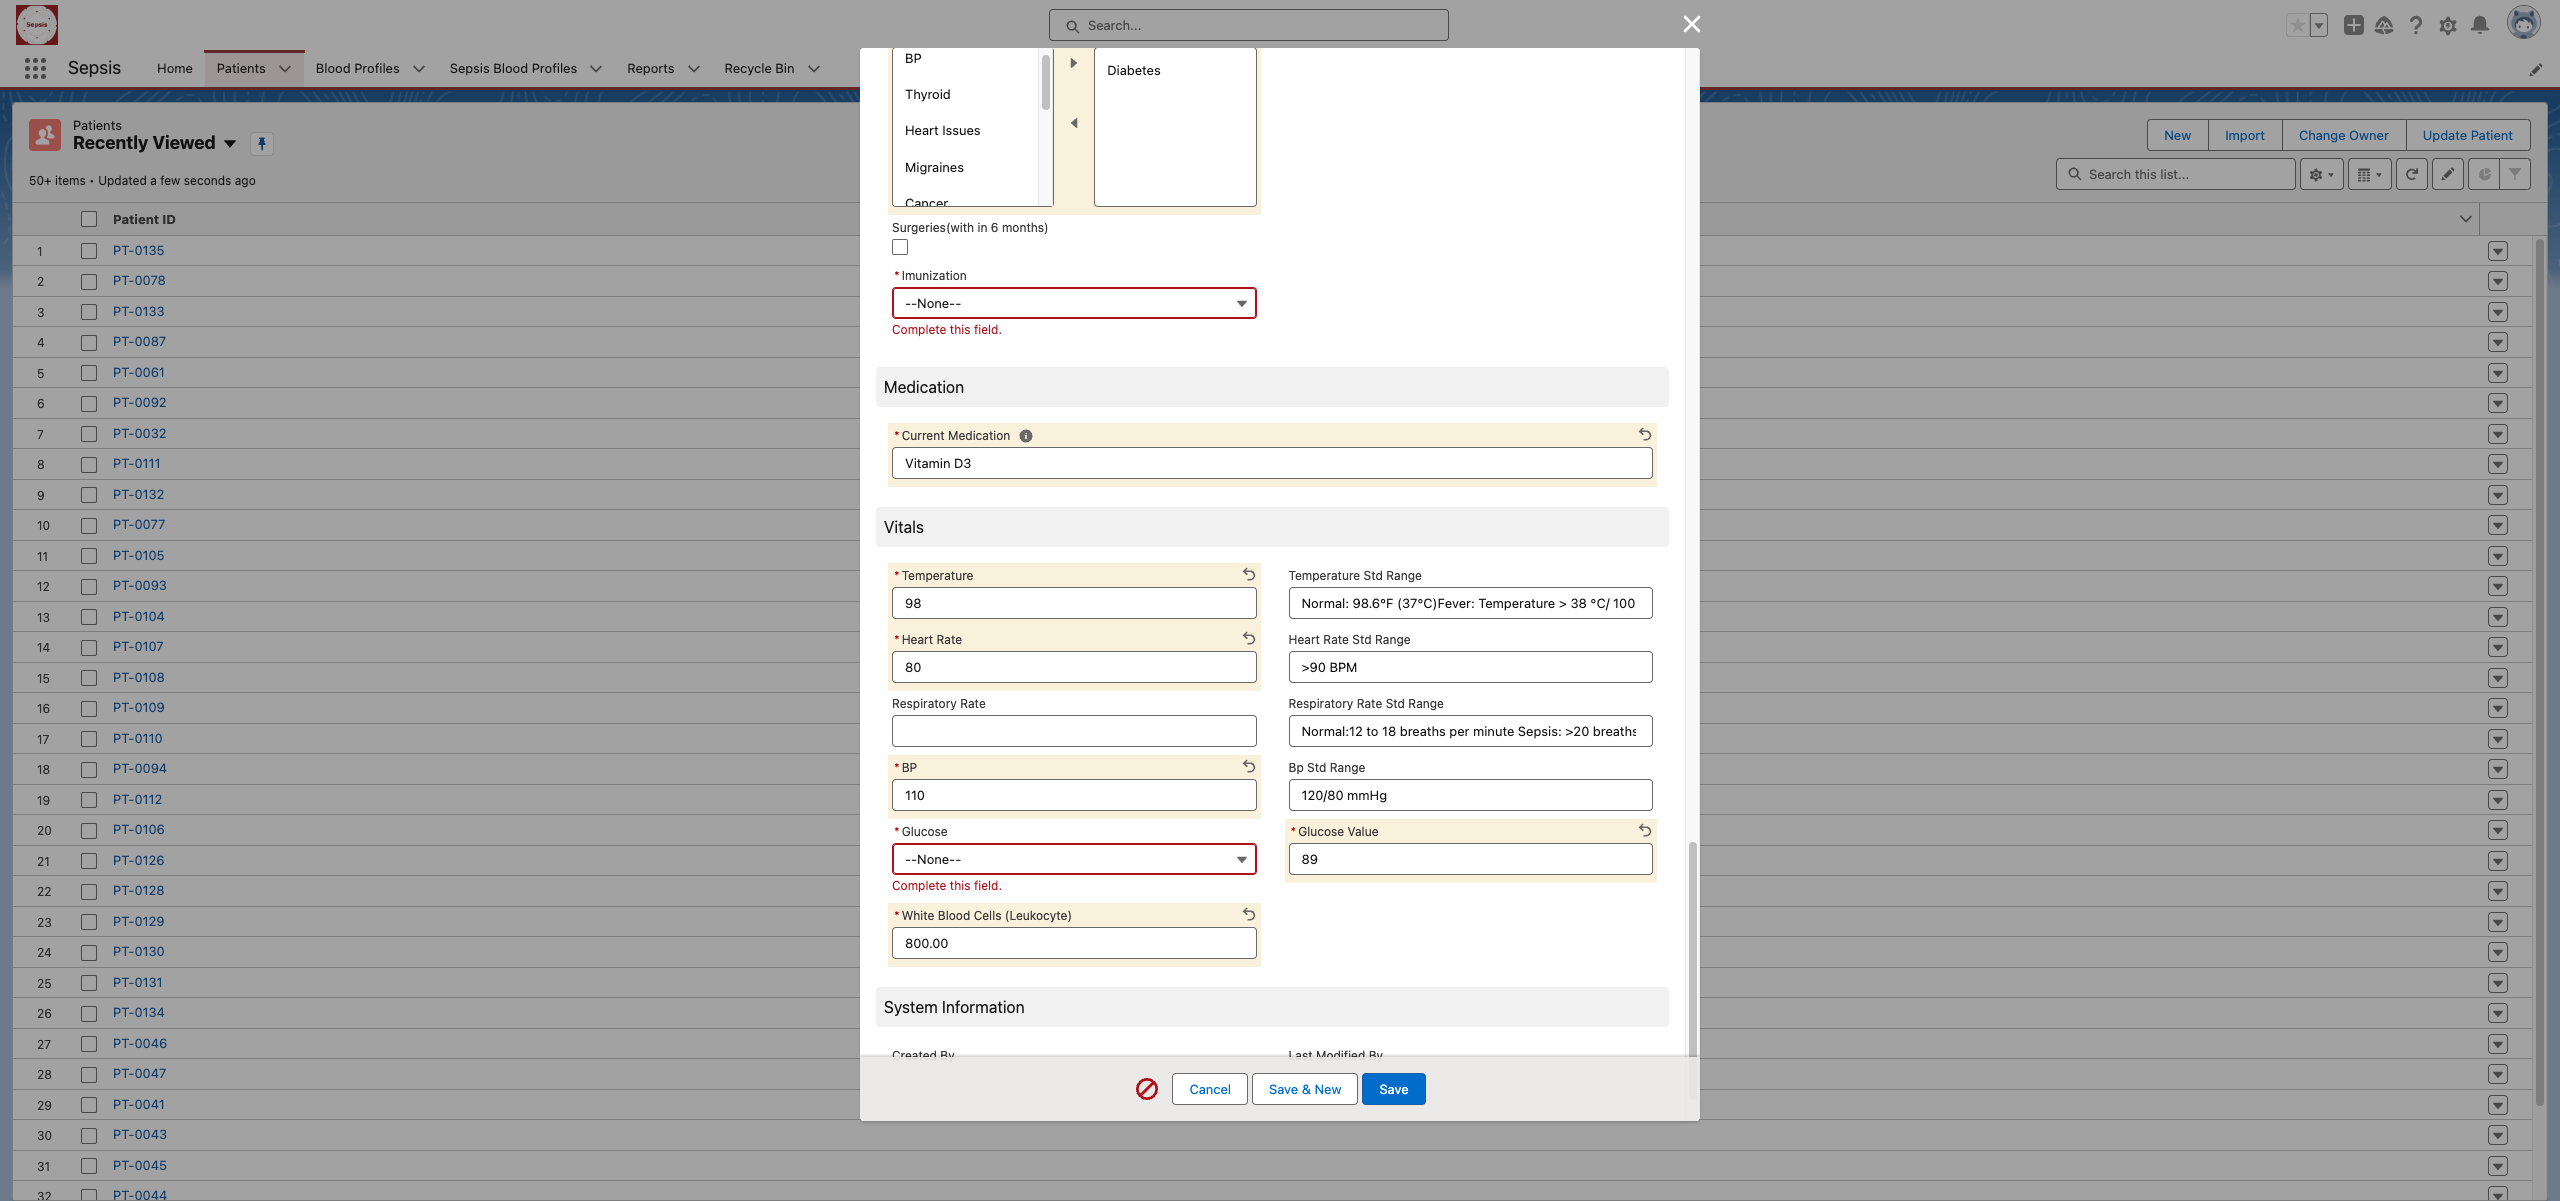 Sepsis
Search...
Sepsis
Home
Patients
Blood Profiles
Sepsis Blood Profiles
Reports
Recycle Bin
Patients
Recently Viewed
50+ items • Updated a few seconds ago
New
Import
Change Owner
Update Patient
Search this list...
Patient ID
1 PT-0135
2 PT-0078
3 PT-0133
4 PT-0087
5 PT-0061
6 PT-0092
7 PT-0032
8 PT-0111
9 PT-0132
10 PT-0077
11 PT-0105
12 PT-0093
13 PT-0104
14 PT-0107
15 PT-0108
16 PT-0109
17 PT-0110
18 PT-0094
19 PT-0112
20 PT-0106
21 PT-0126
22 PT-0128
23 PT-0129
24 PT-0130
25 PT-0131
26 PT-0134
27 PT-0046
28 PT-0047
29 PT-0041
30 PT-0043
31 PT-0045
32 PT-0044
BP
Thyroid
Heart Issues
Migraines
Cancer
Diabetes
Surgeries(with in 6 months)
* Imunization
--None--
Complete this field.
Medication
* Current Medication
Vitamin D3
Vitals
* Temperature
98
Temperature Std Range
Normal: 98.6°F (37°C)Fever: Temperature > 38 °C/ 100
* Heart Rate
80
Heart Rate Std Range
>90 BPM
Respiratory Rate
Respiratory Rate Std Range
Normal:12 to 18 breaths per minute Sepsis: >20 breaths
* BP
110
Bp Std Range
120/80 mmHg
* Glucose
--None--
Complete this field.
* Glucose Value
89
* White Blood Cells (Leukocyte)
800.00
System Information
Created By
Last Modified By
Cancel
Save & New
Save